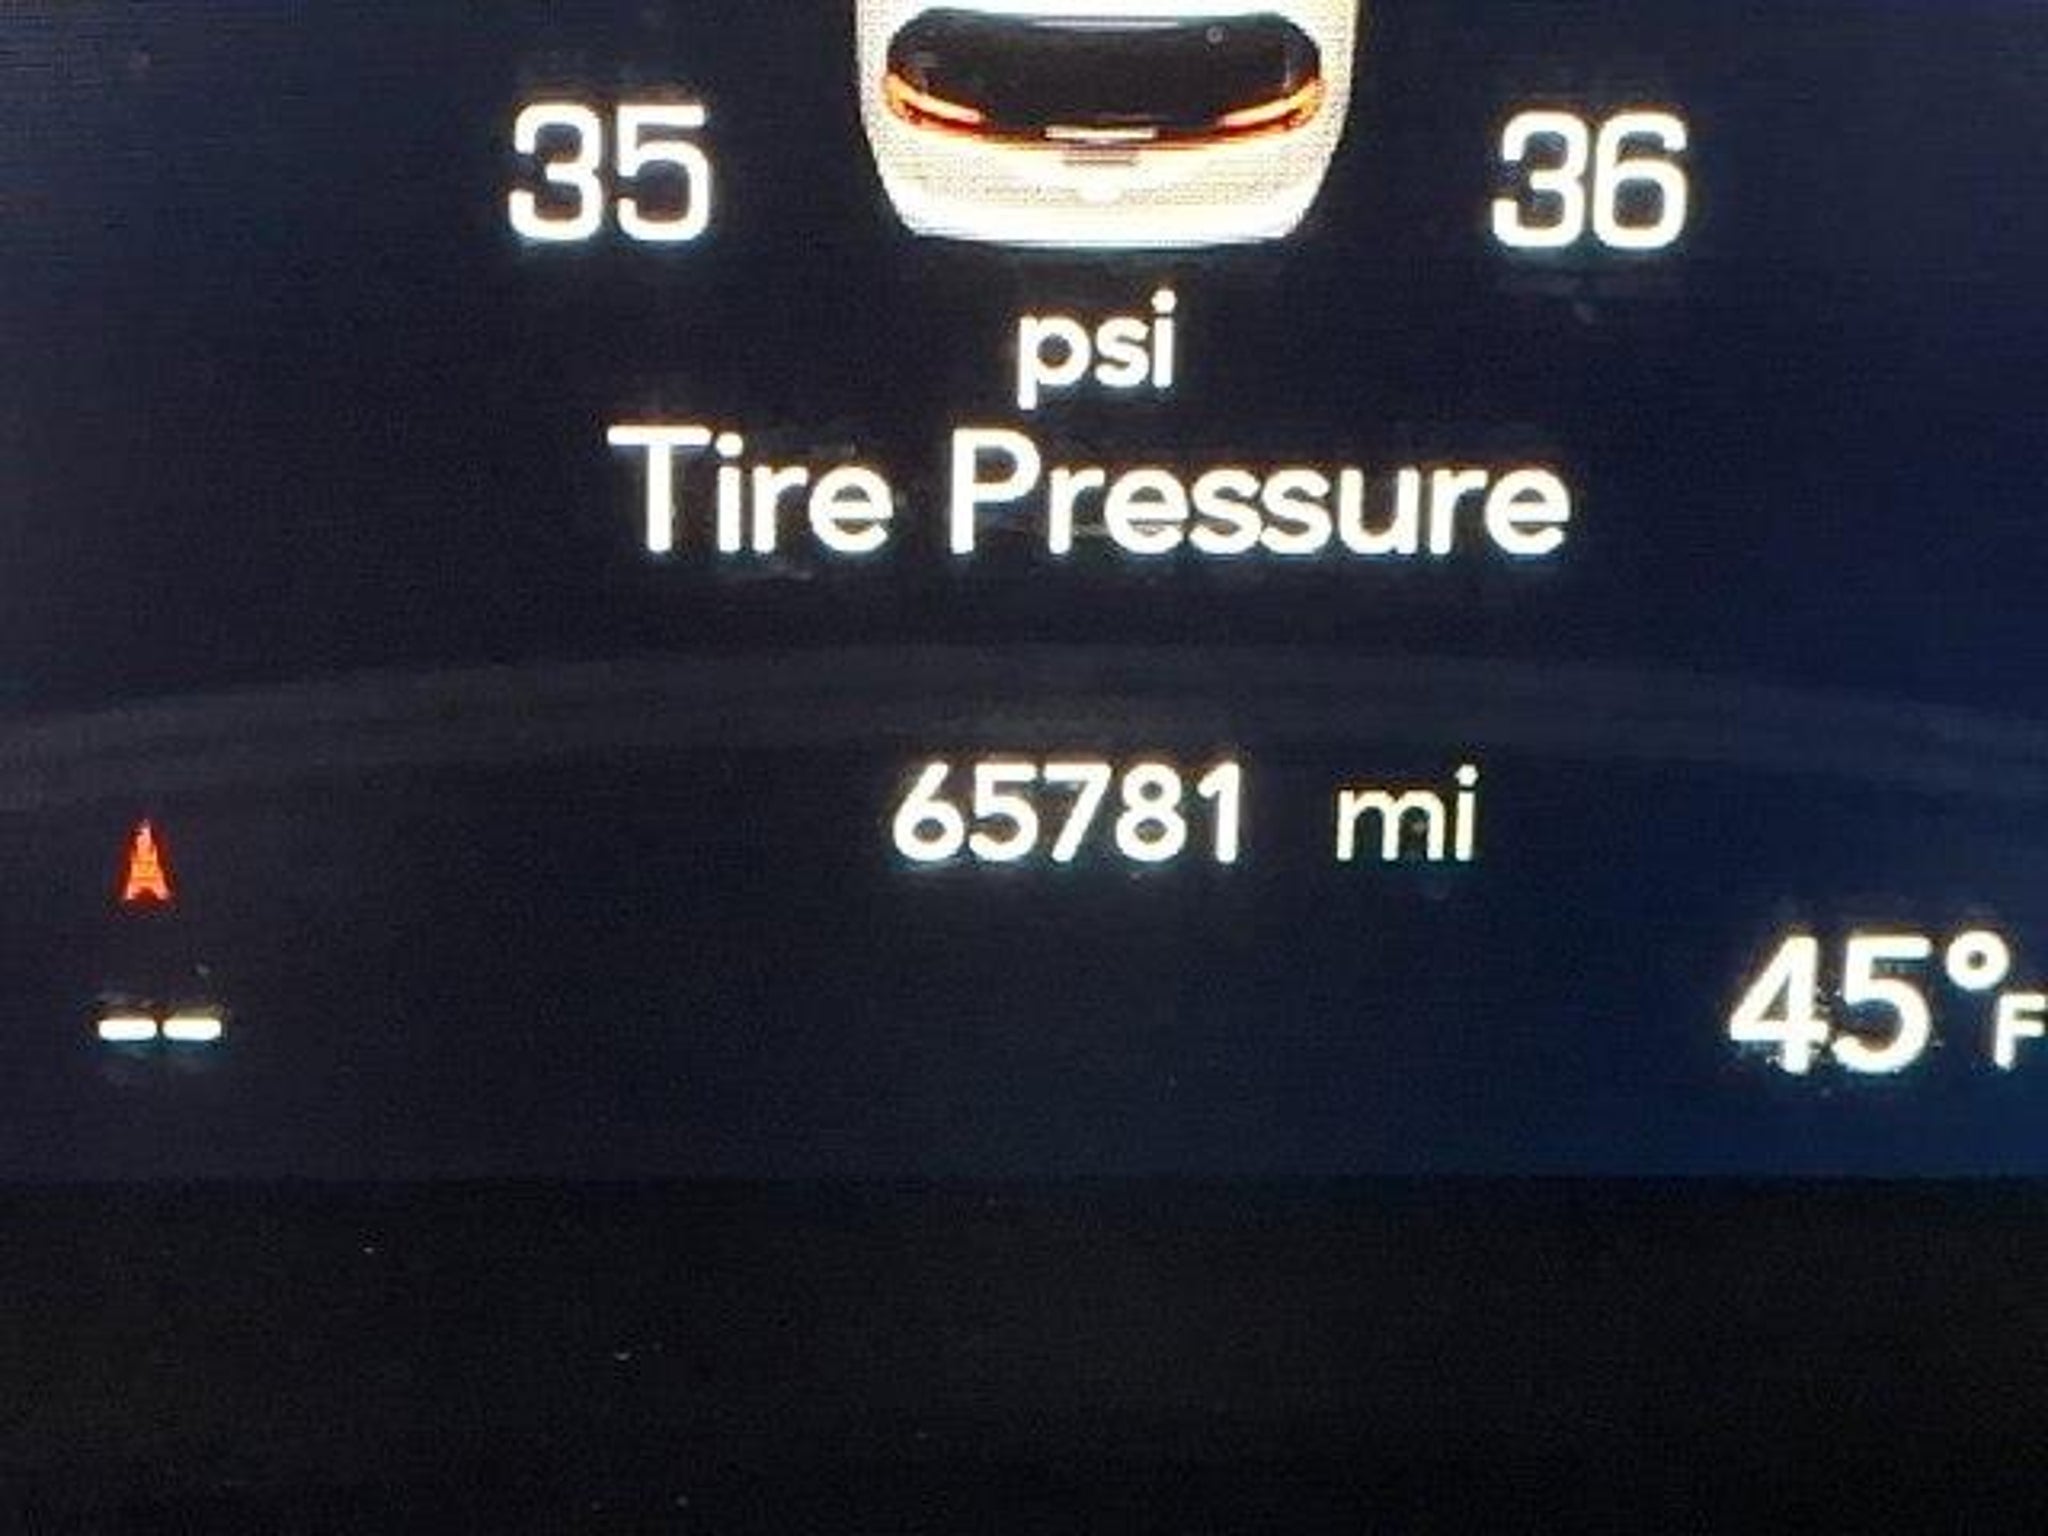 35 36
psi
Tire Pressure
65781 mi
--
45°F